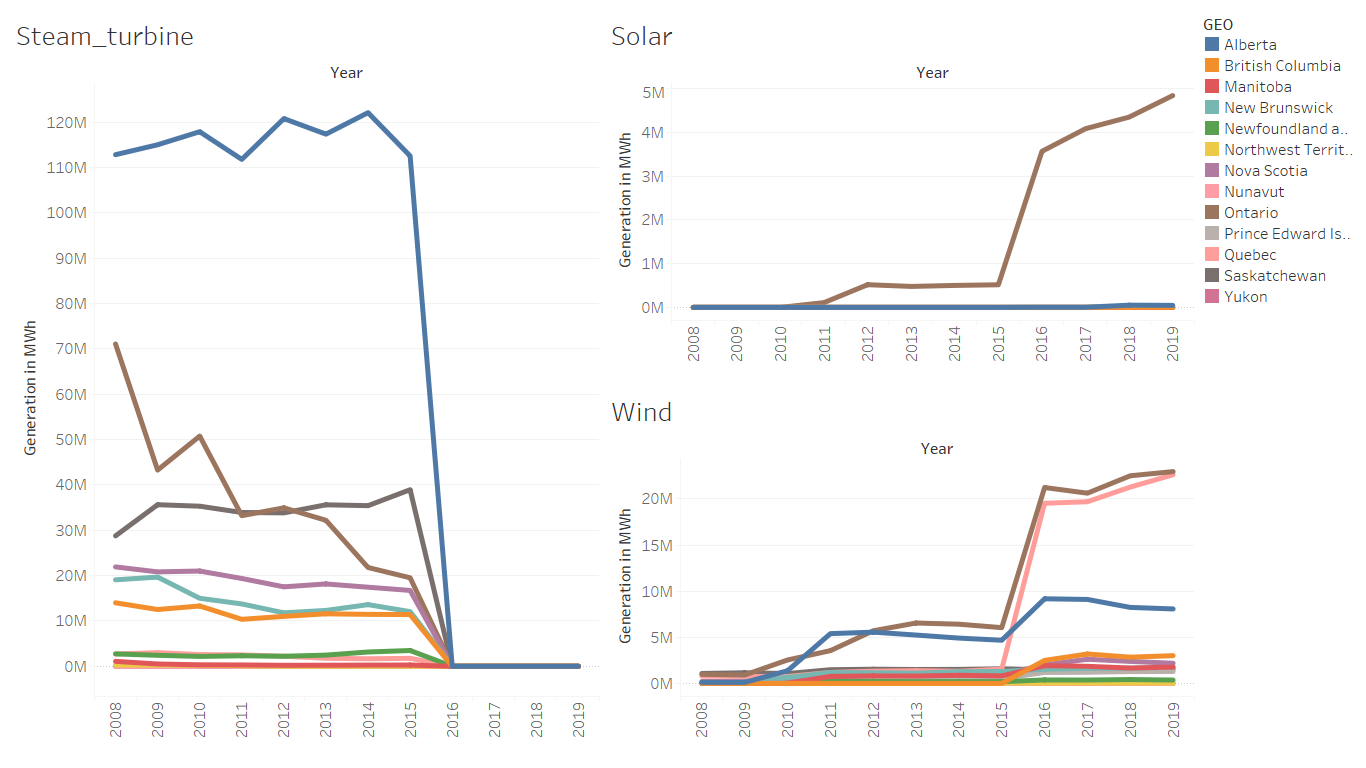 Steam_turbine
Year
Generation in MWh
120M
110M
100M
90M
80M
70M
60M
50M
40M
30M
20M
10M
0M
2008
2009
2010
2011
2012
2013
2014
2015
2016
2017
2018
2019
Solar
Year
Generation in MWh
5M
4M
3M
2M
1M
0M
2008
2009
2010
2011
2012
2013
2014
2015
2016
2017
2018
2019
Wind
Year
Generation in MWh
20M
15M
10M
5M
0M
2008
2009
2010
2011
2012
2013
2014
2015
2016
2017
2018
2019
GEO
Alberta
British Columbia
Manitoba
New Brunswick
Newfoundland a..
Northwest Territ..
Nova Scotia
Nunavut
Ontario
Prince Edward Is..
Quebec
Saskatchewan
Yukon